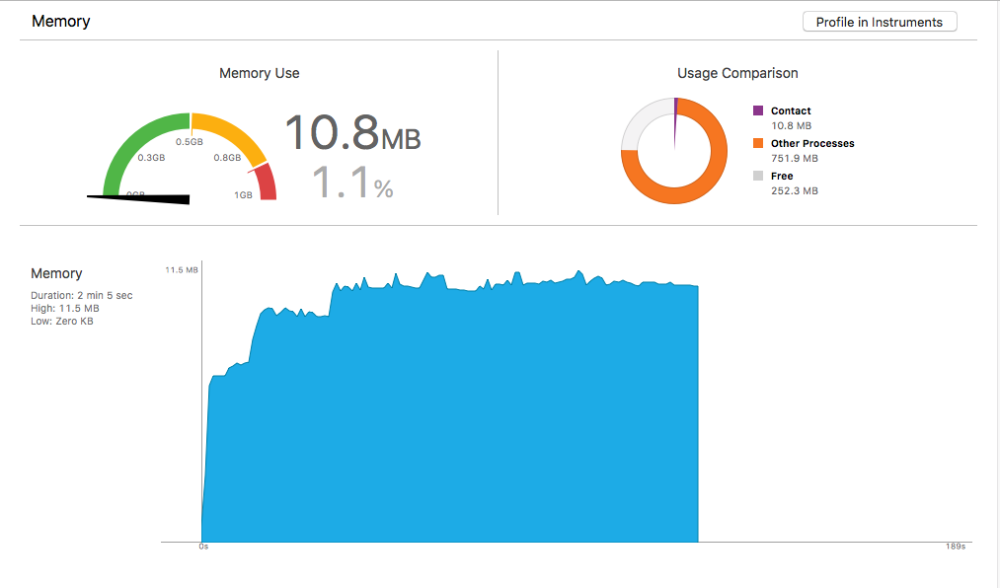 Memory
Profile in Instruments
Memory Use
Usage Comparison
0GB
0.3GB
0.5GB
0.8GB
1GB
10.8MB
1.1%
Contact
10.8 MB
Other Processes
751.9 MB
Free
252.3 MB
Memory
Duration: 2 min 5 sec
High: 11.5 MB
Low: Zero KB
11.5 MB
0s
189s